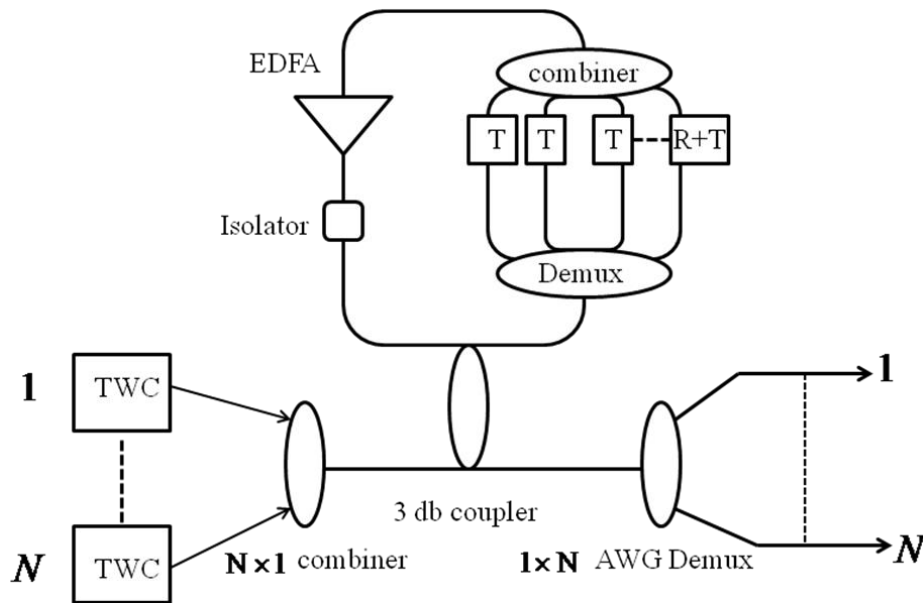 EDFA
combiner
T
T
T
R+T
Isolator
Demux
1
TWC
1
3 db coupler
N
TWC
N×1 combiner
1×N AWG Demux
N